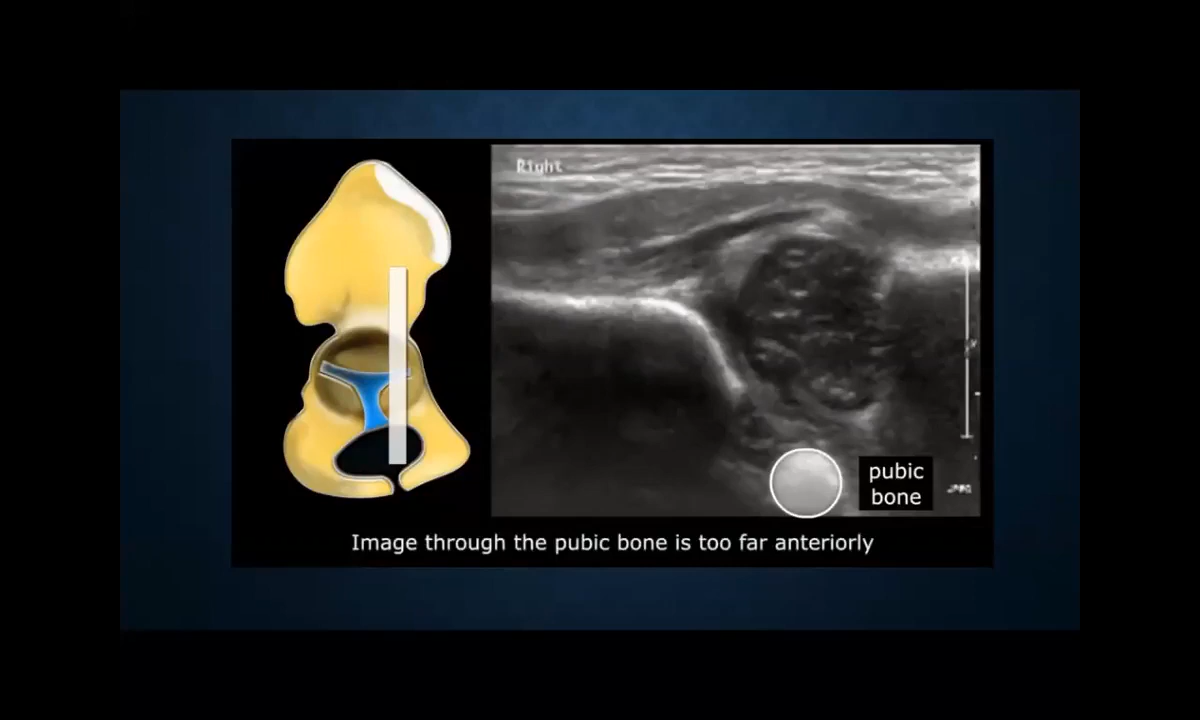 Right
pubic
bone
Image through the pubic bone is too far anteriorly